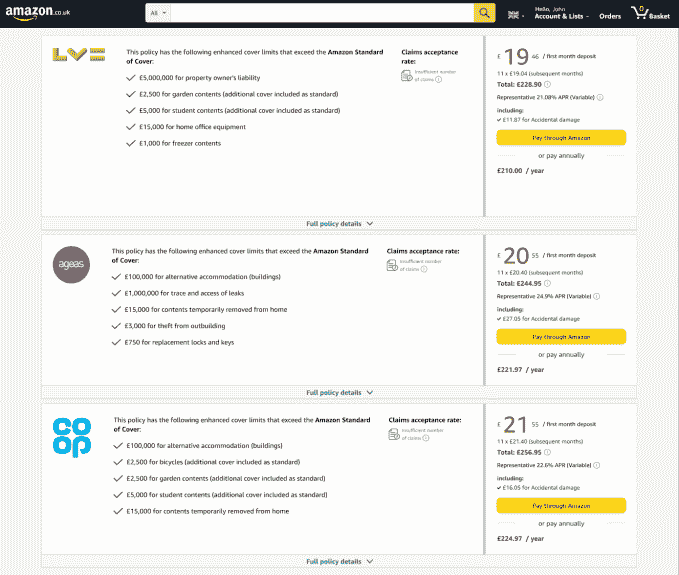 amazon.co.uk
All
Hello, John
Account & Lists
Orders
0
Basket
LVE
This policy has the following enhanced cover limits that exceed the Amazon Standard
of Cover:
£5,000,000 for property owner's liability
£2,500 for garden contents (additional cover included as standard)
£5,000 for student contents (additional cover included as standard)
£15,000 for home office equipment
£1,000 for freezer contents
Claims acceptance
rate:
Insufficient number
of claims
£ 19 46 / first month deposit
11 x £19.04 (subsequent months)
Total: £228.90
Representative 21.08% APR (Variable)
including:
£11.87 for Accidental damage
Pay through Amazon
or pay annually
£210.00 / year
Full policy details
ageas
This policy has the following enhanced cover limits that exceed the Amazon Standard
of Cover:
£100,000 for alternative accommodation (buildings)
£1,000,000 for trace and access of leaks
£15,000 for contents temporarily removed from home
£3,000 for theft from outbuilding
£750 for replacement locks and keys
Claims acceptance rate:
Insufficient number
of claims
£ 20 55 / first month deposit
11 x £20.40 (subsequent months)
Total: £244.95
Representative 24.9% APR (Variable)
including:
£27.05 for Accidental damage
Pay through Amazon
or pay annually
£221.97 / year
Full policy details
co
op
This policy has the following enhanced cover limits that exceed the Amazon Standard
of Cover:
£100,000 for alternative accommodation (buildings)
£2,500 for bicycles (additional cover included as standard)
£2,500 for garden contents (additional cover included as standard)
£5,000 for student contents (additional cover included as standard)
£15,000 for contents temporarily removed from home
Claims acceptance rate:
Insufficient number
of claims
£ 21 55 / first month deposit
11 x £21.40 (subsequent months)
Total: £256.95
Representative 22.6% APR (Variable)
including:
£16.05 for Accidental damage
Pay through Amazon
or pay annually
£224.97 / year
Full policy details